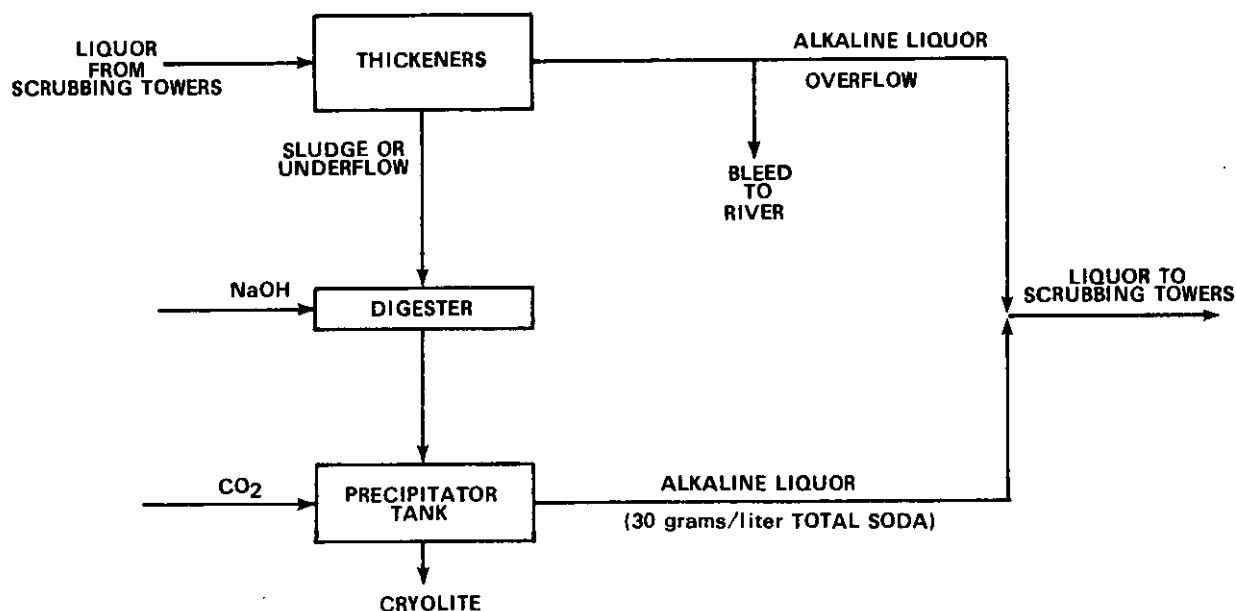 LIQUOR
FROM
SCRUBBING TOWERS
THICKENERS
ALKALINE LIQUOR
OVERFLOW
SLUDGE OR
UNDERFLOW
BLEED
TO
RIVER
NaOH
DIGESTER
LIQUOR TO
SCRUBBING TOWERS
CO2
PRECIPITATOR
TANK
ALKALINE LIQUOR
(30 grams/liter TOTAL SODA)
CRYOLITE